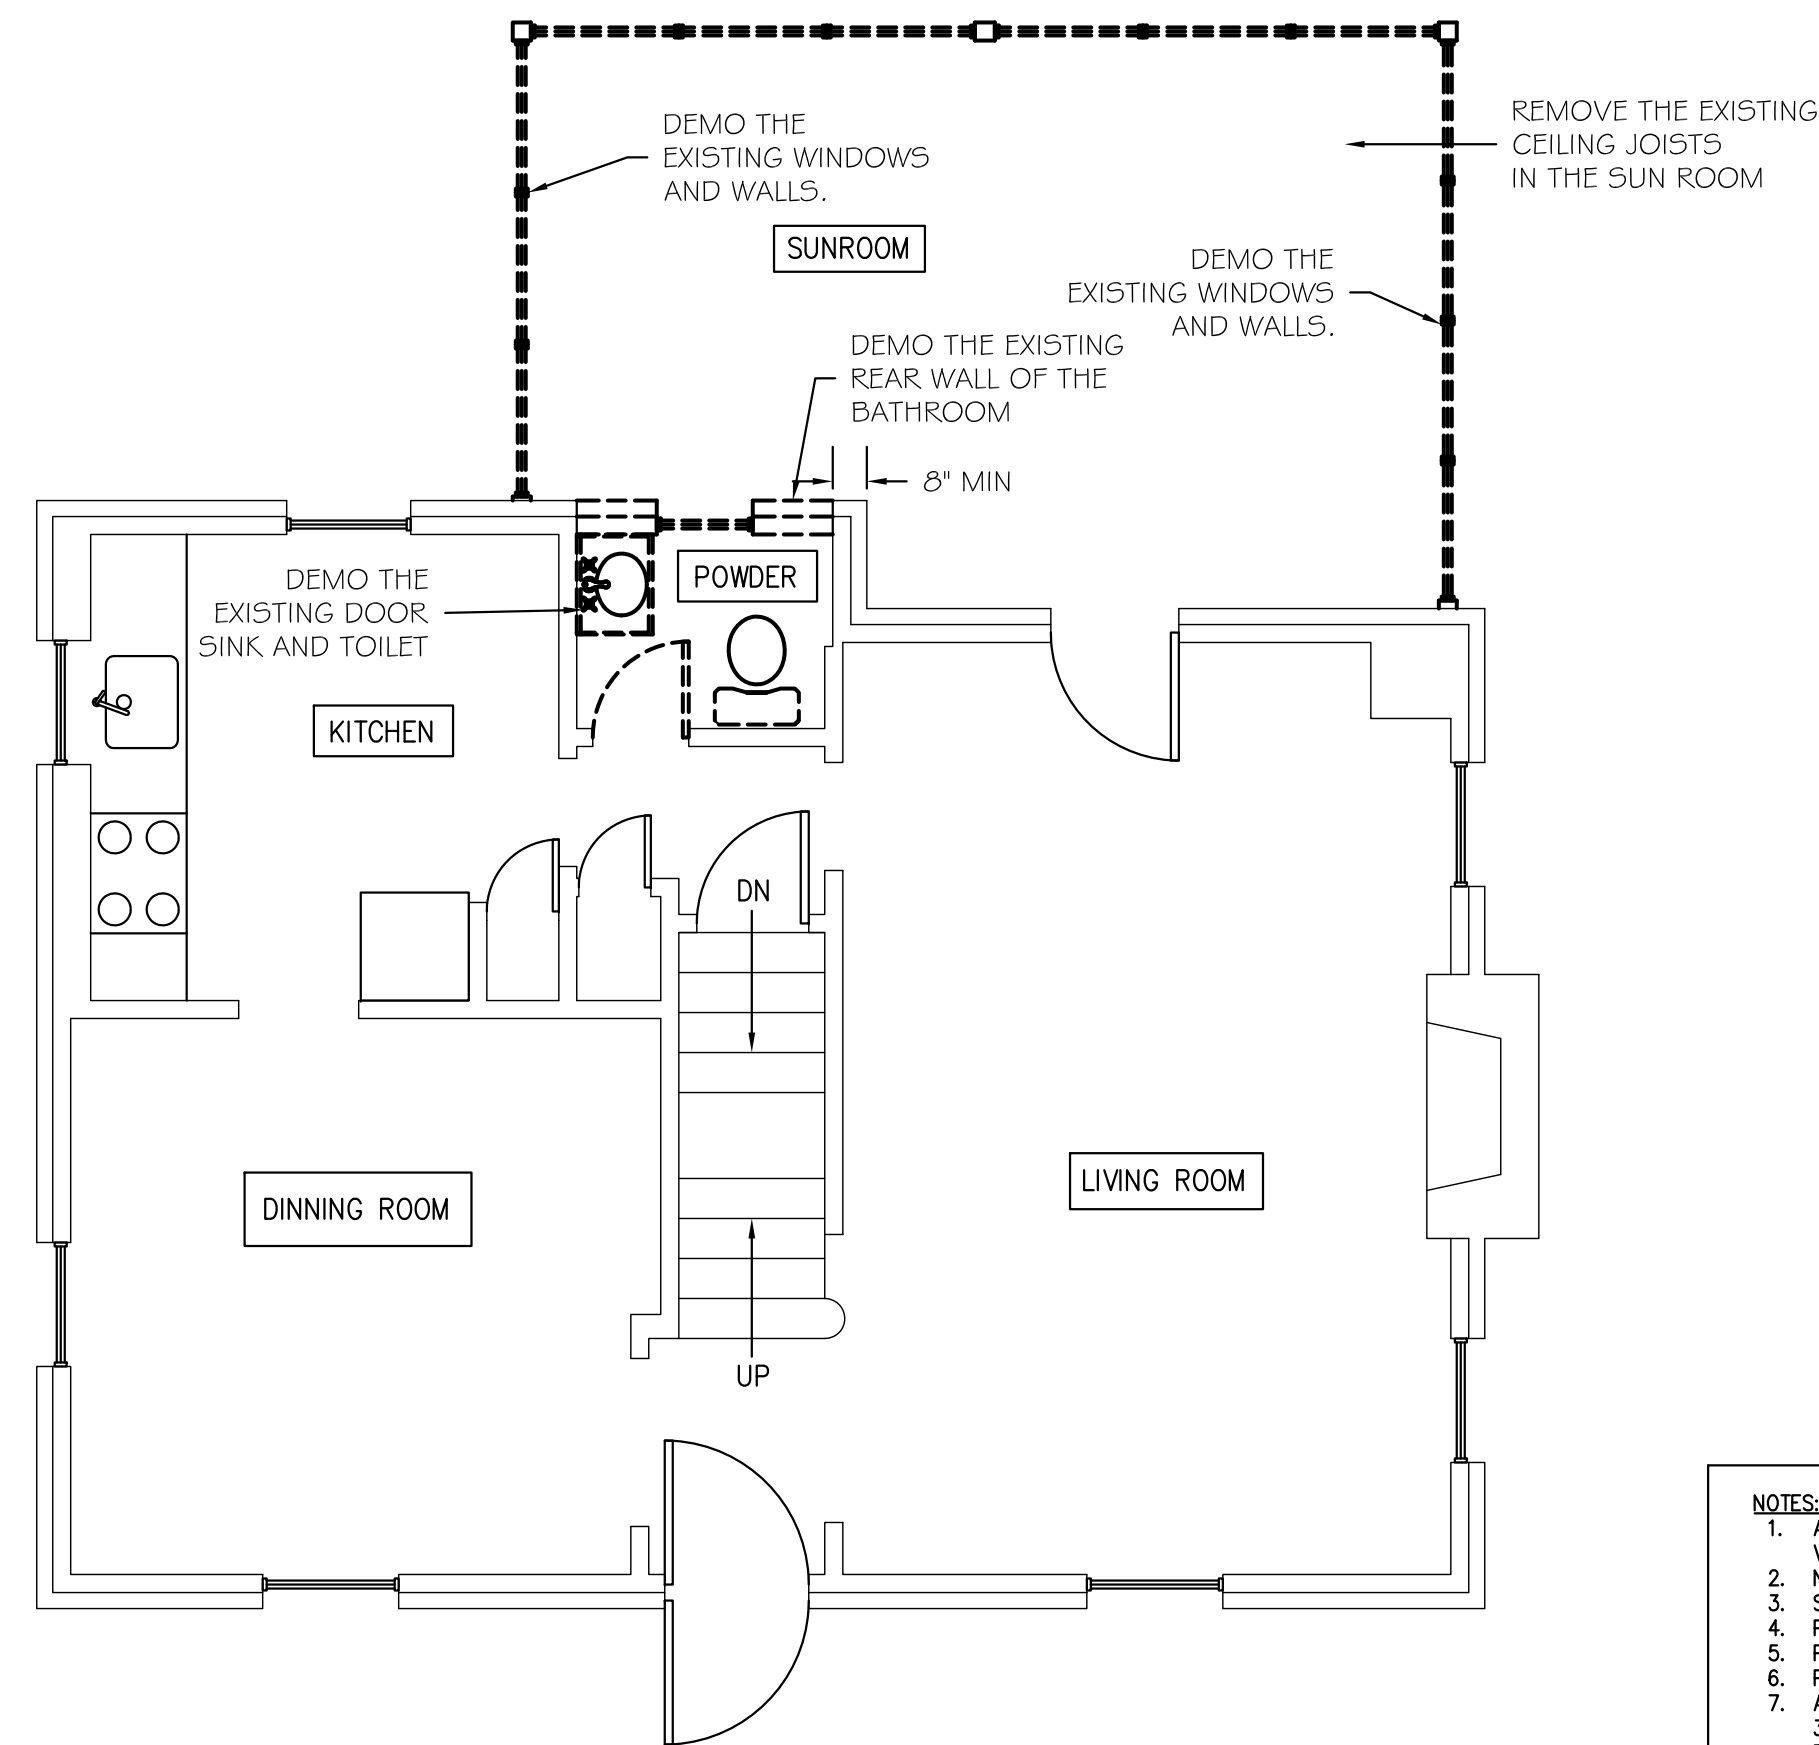 DEMO THE
EXISTING WINDOWS
AND WALLS.
REMOVE THE EXISTING
CEILING JOISTS
IN THE SUN ROOM
SUNROOM
DEMO THE
EXISTING WINDOWS
AND WALLS.
DEMO THE EXISTING
REAR WALL OF THE
BATHROOM
8" MIN
DEMO THE
EXISTING DOOR
SINK AND TOILET
POWDER
KITCHEN
DN
DINNING ROOM
LIVING ROOM
UP
NOTES:
1.
2.
3.
4.
5.
6.
7.